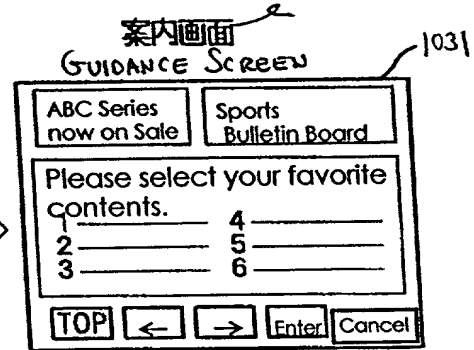 案内画面
GUIDANCE SCREEN
1031
ABC Series
now on Sale
Sports
Bulletin Board
Please select your favorite
contents.
1 4
2 5
3 6
TOP ← → Enter Cancel